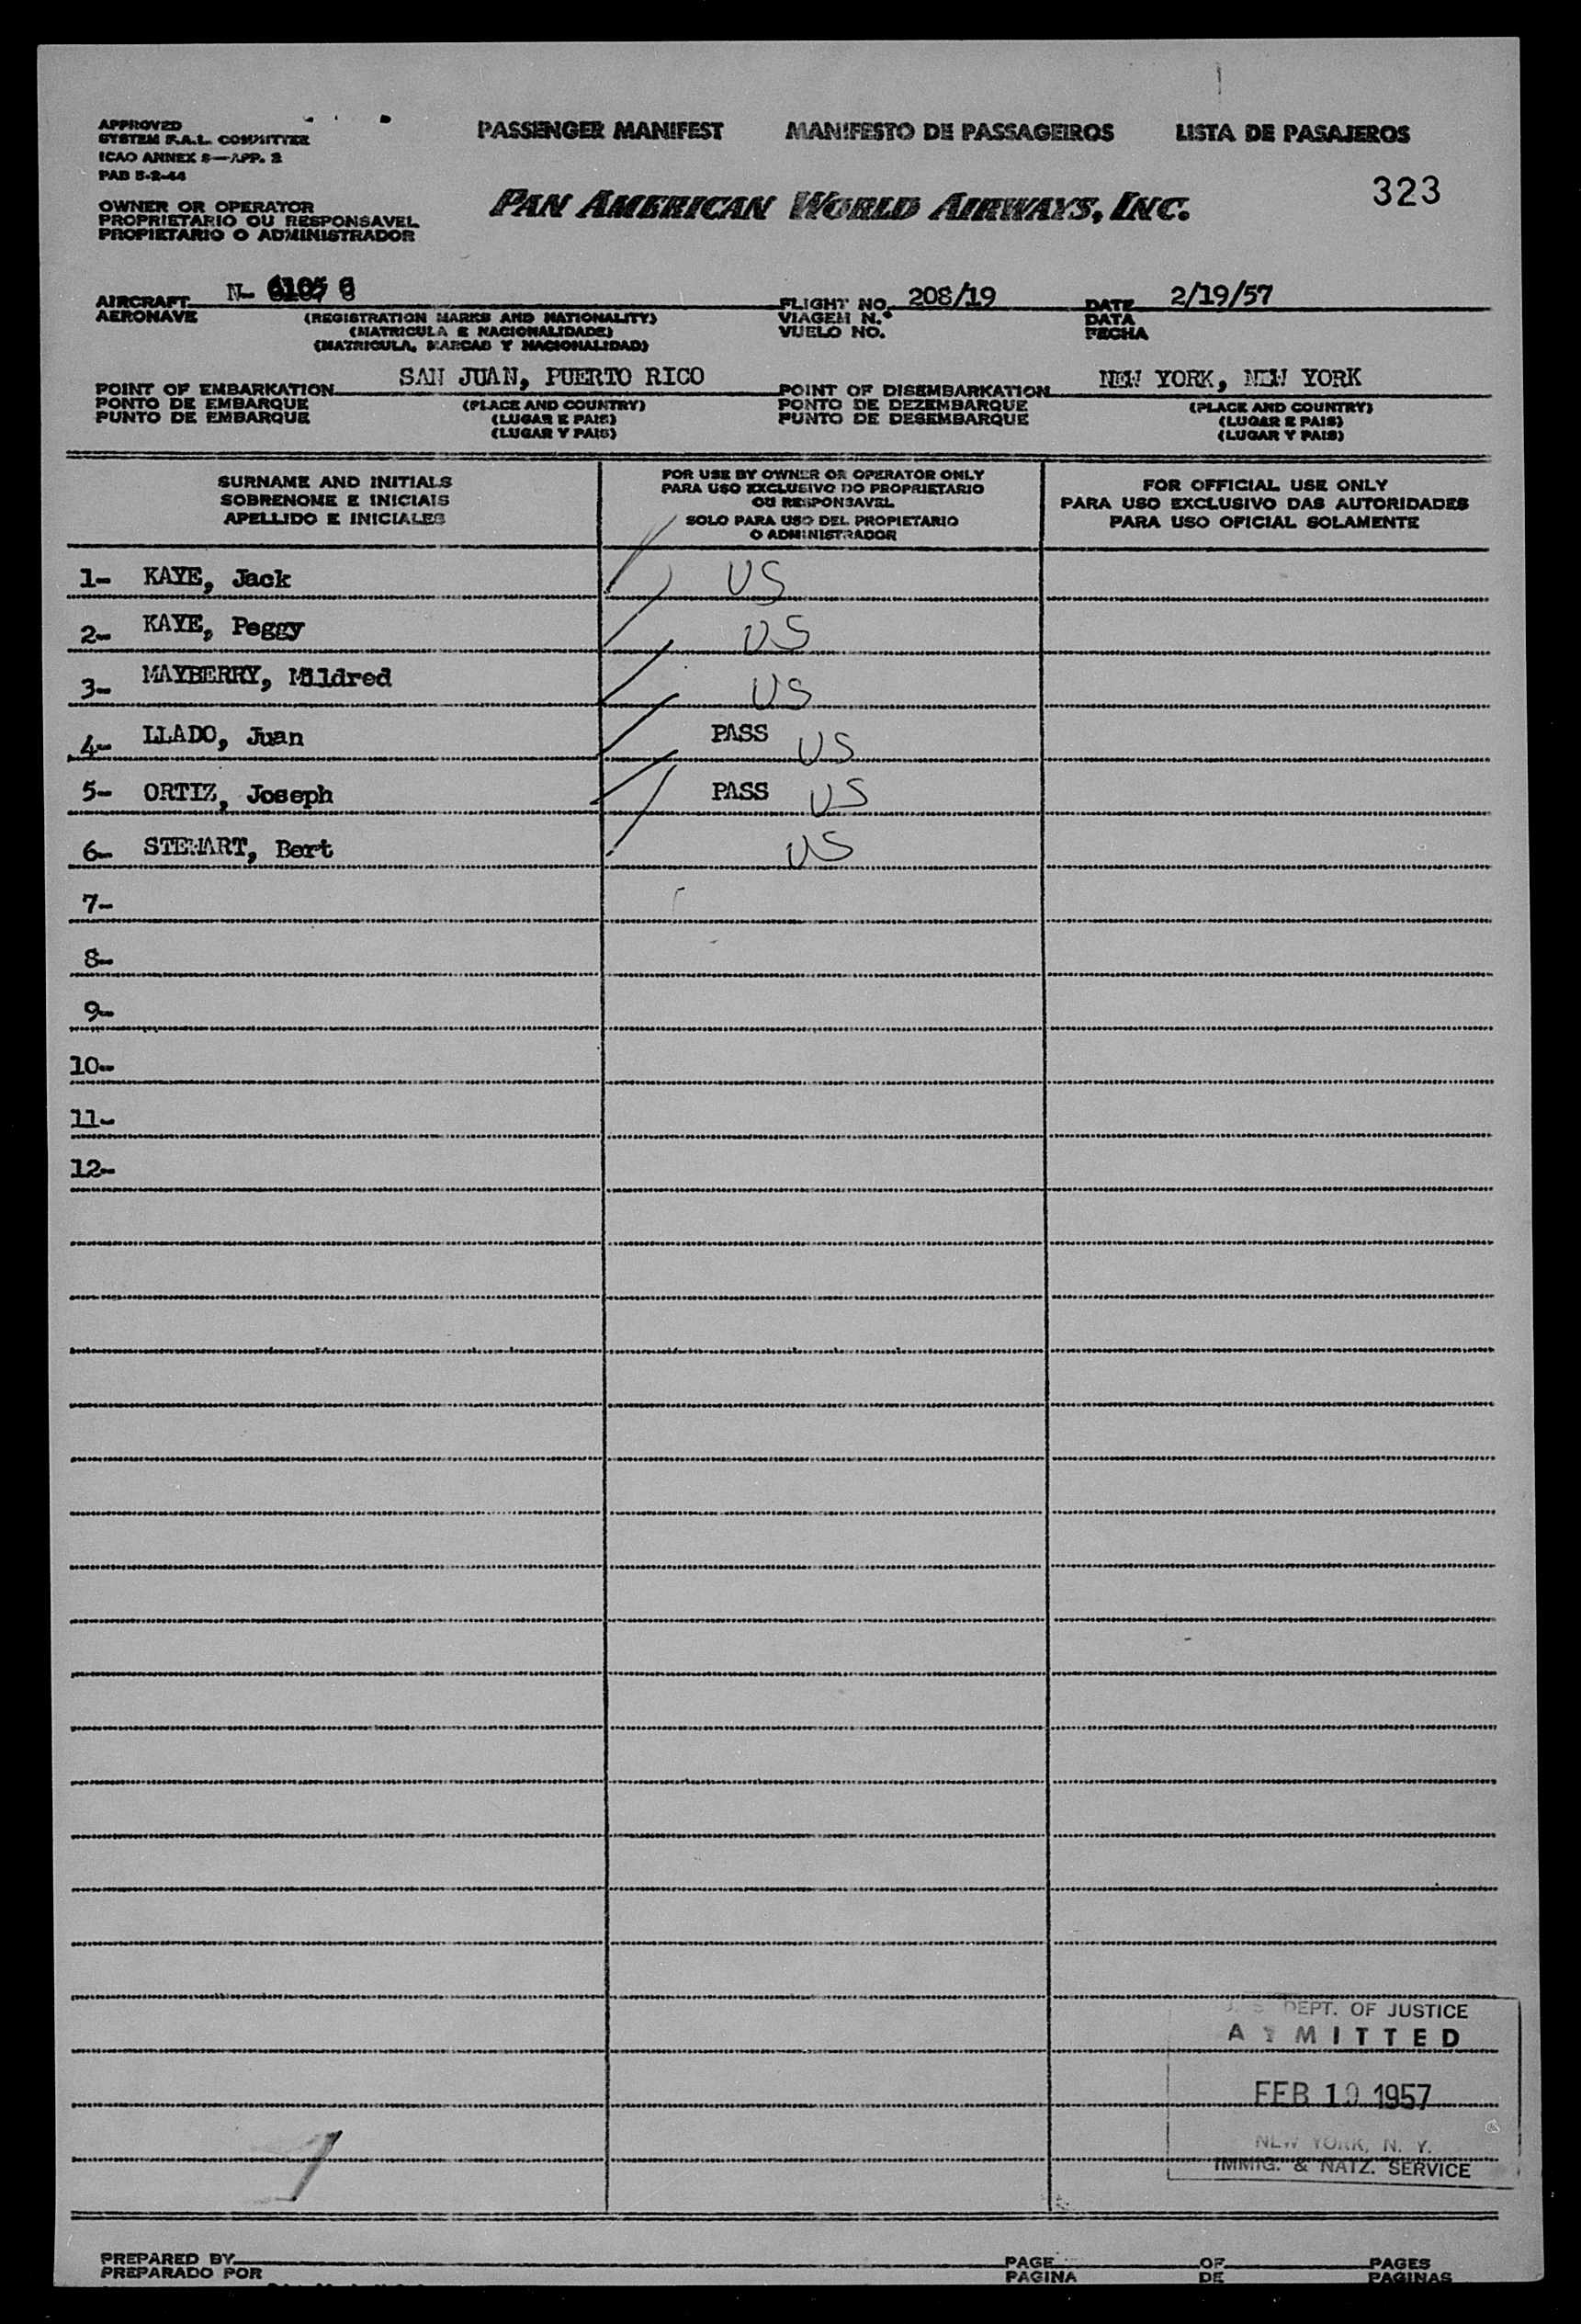 APPROVED
SYSTEM F.A.L. COMMITTEE
ICAO ANNEX 9—APP. 2
PAB 5-2-44
PASSENGER MANIFEST MANIFESTO DE PASSAGEIROS LISTA DE PASAJEROS
OWNER OR OPERATOR
PROPRIETARIO OU RESPONSAVEL
PROPIETARIO O ADMINISTRADOR
PAN AMERICAN WORLD AIRWAYS, INC.
323
AIRCRAFT N-
AERONAVE
(REGISTRATION MARKS AND NATIONALITY)
(MATRICULA E NACIONALIDADE)
(MATRICULA, MARCAS Y NACIONALIDAD)
FLIGHT NO. 208/19
VIAGEM N.º
VUELO NO.
DATE 2/19/57
DATA
FECHA
POINT OF EMBARKATION SAN JUAN, PUERTO RICO
PONTO DE EMBARQUE
PUNTO DE EMBARQUE
(PLACE AND COUNTRY)
(LUGAR E PAIS)
(LUGAR Y PAIS)
POINT OF DISEMBARKATION NEW YORK, NEW YORK
PONTO DE DEZEMBARQUE
PUNTO DE DESEMBARQUE
(PLACE AND COUNTRY)
(LUGAR E PAIS)
(LUGAR Y PAIS)
SURNAME AND INITIALS
SOBRENOME E INICIAIS
APELLIDO E INICIALES
FOR USE BY OWNER OR OPERATOR ONLY
PARA USO EXCLUSIVO DO PROPRIETARIO
OU RESPONSAVEL
SOLO PARA USO DEL PROPIETARIO
O ADMINISTRADOR
FOR OFFICIAL USE ONLY
PARA USO EXCLUSIVO DAS AUTORIDADES
PARA USO OFICIAL SOLAMENTE
1- KAYE, Jack US
2- KAYE, Peggy US
3- MAYBERRY, Mildred US
4- LLADO, Juan PASS US
5- ORTIZ, Joseph PASS US
6- STEWART, Bert US
7-
8-
9-
10-
11-
12-
U. S. DEPT. OF JUSTICE
ADMITTED
FEB 19 1957
NEW YORK, N. Y.
IMMIG. & NATZ. SERVICE
PREPARED BY
PREPARADO POR
PAGE OF PAGES
PAGINA DE PAGINAS